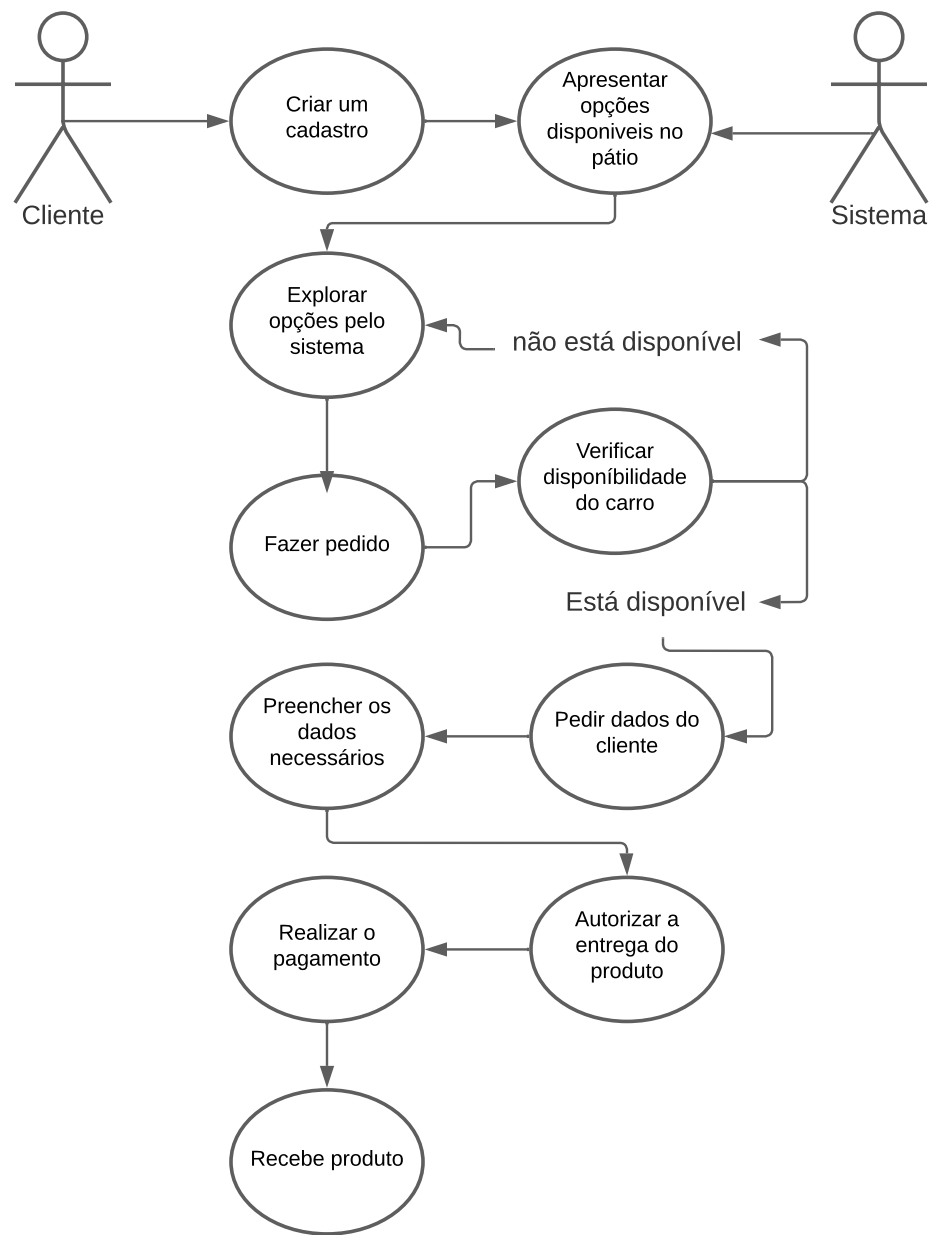 Criar um
cadastro
Apresentar
opções
disponiveis no
pátio
Cliente
Sistema
Explorar
opções pelo
sistema
não está disponível
Verificar
disponíbilidade
do carro
Fazer pedido
Está disponível
Preencher os
dados
necessários
Pedir dados do
cliente
Realizar o
pagamento
Autorizar a
entrega do
produto
Recebe produto